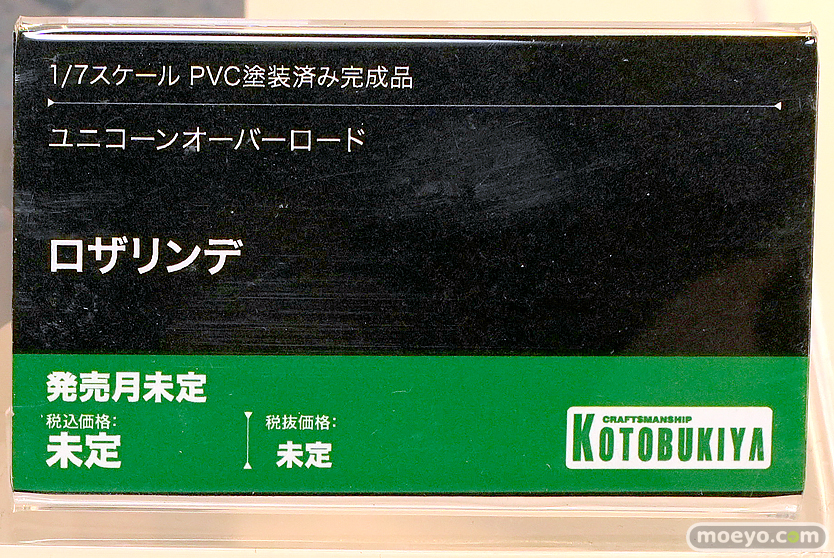 1/7スケール PVC塗装済み完成品
ユニコーンオーバーロード
ロザリンデ
発売月未定
税込価格:
未定
税抜価格:
未定
CRAFTSMANSHIP
KOTOBUKIYA
moeyo.com